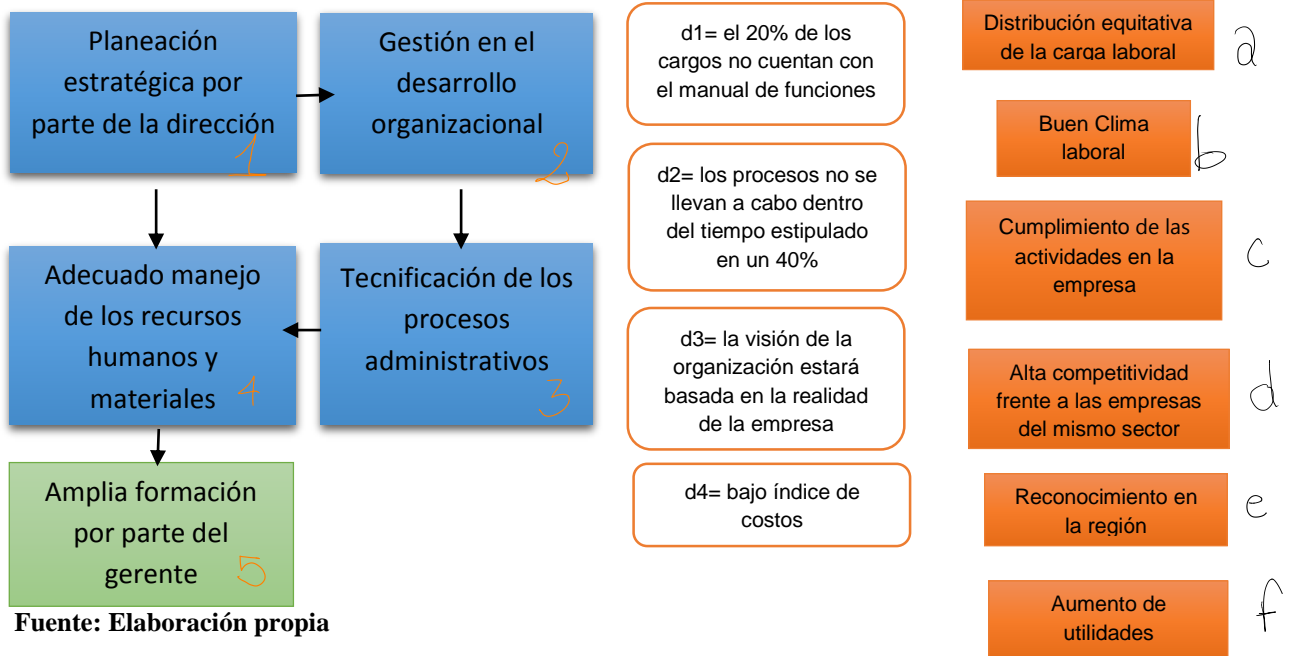 Planeación
estratégica por
parte de la dirección
1
Gestión en el
desarrollo
organizacional
2
Adecuado manejo
de los recursos
humanos y
materiales
4
Tecnificación de los
procesos
administrativos
3
Amplia formación
por parte del
gerente
5
Fuente: Elaboración propia
d1= el 20% de los
cargos no cuentan con
el manual de funciones
d2= los procesos no se
llevan a cabo dentro
del tiempo estipulado
en un 40%
d3= la visión de la
organización estará
basada en la realidad
de la empresa
d4= bajo índice de
costos
Distribución equitativa
de la carga laboral
a
Buen Clima
laboral
b
Cumplimiento de las
actividades en la
empresa
c
Alta competitividad
frente a las empresas
del mismo sector
d
Reconocimiento en
la región
e
Aumento de
utilidades
f